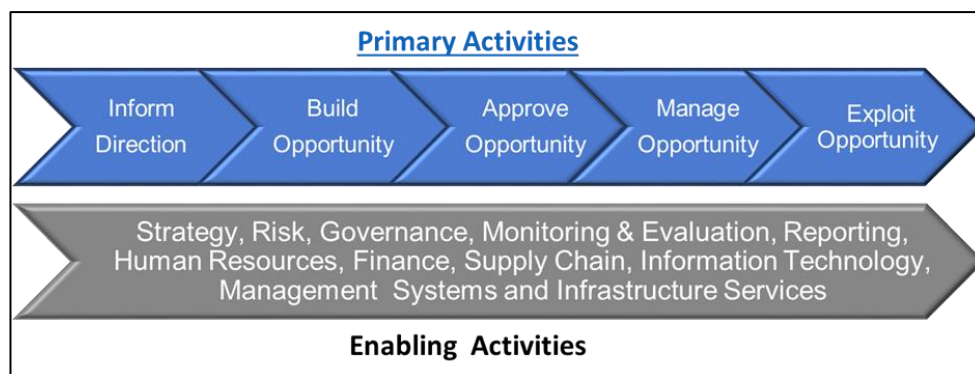 Primary Activities
Inform
Direction
Build
Opportunity
Approve
Opportunity
Manage
Opportunity
Exploit
Opportunity
Strategy, Risk, Governance, Monitoring & Evaluation, Reporting,
Human Resources, Finance, Supply Chain, Information Technology,
Management Systems and Infrastructure Services
Enabling Activities